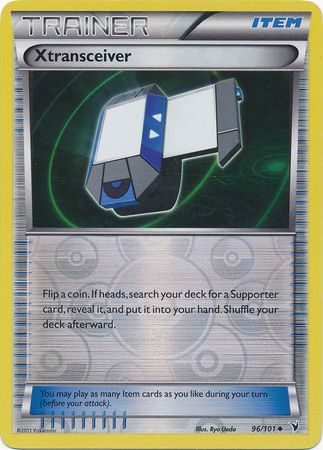 TRAINER ITEM
Xtransceiver
Flip a coin. If heads, search your deck for a Supporter
card, reveal it, and put it into your hand. Shuffle your
deck afterward.
You may play as many Item cards as you like during your turn
(before your attack).
©2011 Pokémon Illus. Ryo Ueda 96/101 ◆